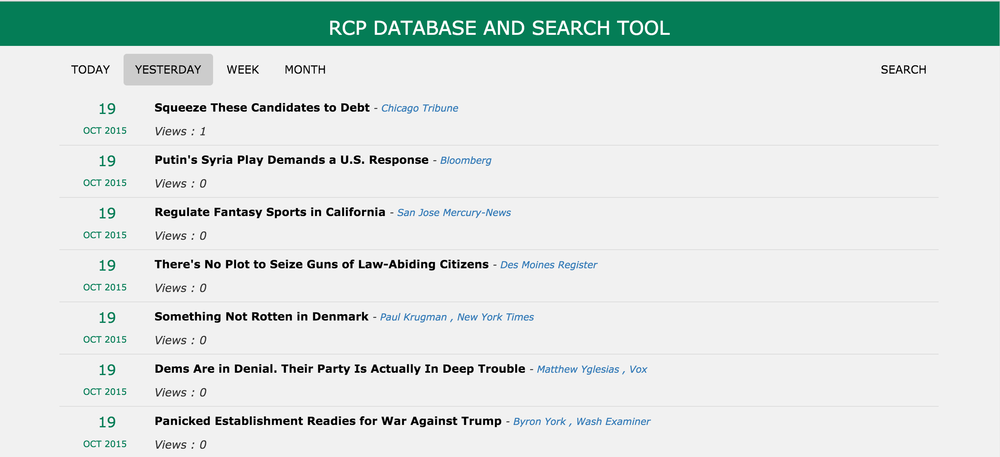 RCP DATABASE AND SEARCH TOOL
TODAY YESTERDAY WEEK MONTH SEARCH
19 Squeeze These Candidates to Debt - Chicago Tribune
OCT 2015 Views : 1
19 Putin's Syria Play Demands a U.S. Response - Bloomberg
OCT 2015 Views : 0
19 Regulate Fantasy Sports in California - San Jose Mercury-News
OCT 2015 Views : 0
19 There's No Plot to Seize Guns of Law-Abiding Citizens - Des Moines Register
OCT 2015 Views : 0
19 Something Not Rotten in Denmark - Paul Krugman , New York Times
OCT 2015 Views : 0
19 Dems Are in Denial. Their Party Is Actually In Deep Trouble - Matthew Yglesias , Vox
OCT 2015 Views : 0
19 Panicked Establishment Readies for War Against Trump - Byron York , Wash Examiner
OCT 2015 Views : 0